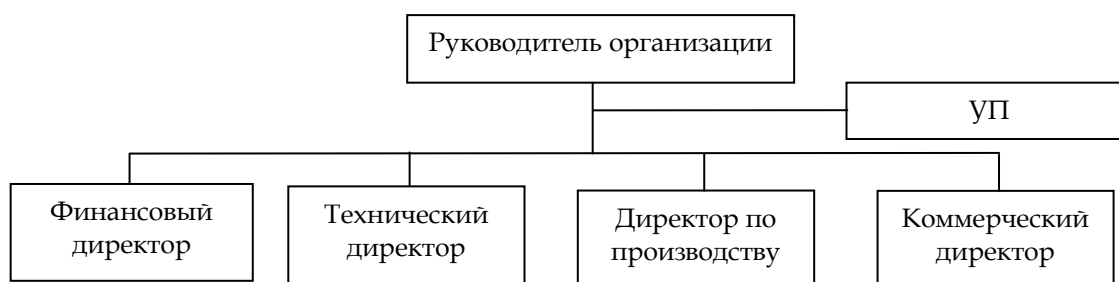 Руководитель организации
УП
Финансовый
директор
Технический
директор
Директор по
производству
Коммерческий
директор